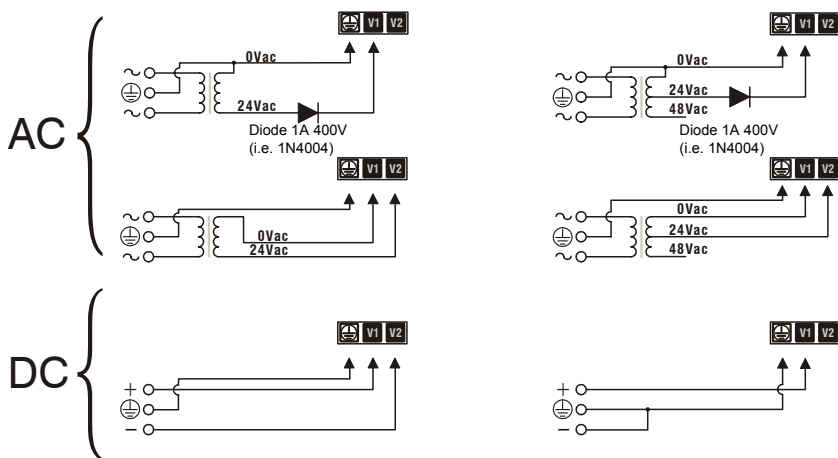 V1 V2
0Vac
24Vac
Diode 1A 400V
(i.e. 1N4004)
V1 V2
0Vac
24Vac
48Vac
Diode 1A 400V
(i.e. 1N4004)
AC
V1 V2
0Vac
24Vac
V1 V2
0Vac
24Vac
48Vac
DC
V1 V2
+
−
V1 V2
+
−